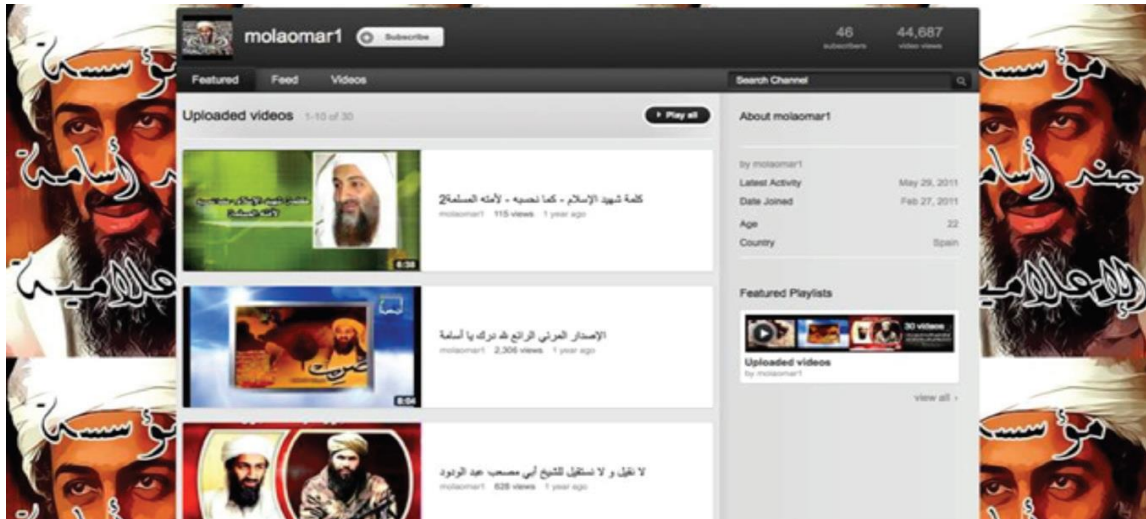 molaomar1
Subscribe
46
subscribers
44,687
video views
Featured
Feed
Videos
Search Channel
Uploaded videos
1-10 of 30
Play all
6:38
كلمة شهيد الإسلام - كما نحسبه - لأمته المسلمة2
molaomar1 115 views 1 year ago
8:04
الإصدار المرئي الرائع لله درك يا أسامة
molaomar1 2,306 views 1 year ago
لا نقيل و لا نستقيل للشيخ أبي مصعب عبد الودود
molaomar1 628 views 1 year ago
About molaomar1
by molaomar1
Latest Activity May 29, 2011
Date Joined Feb 27, 2011
Age 22
Country Spain
Featured Playlists
30 videos
Uploaded videos
by molaomar1
view all ›
مؤسسة
جند أسامة
الإعلامية